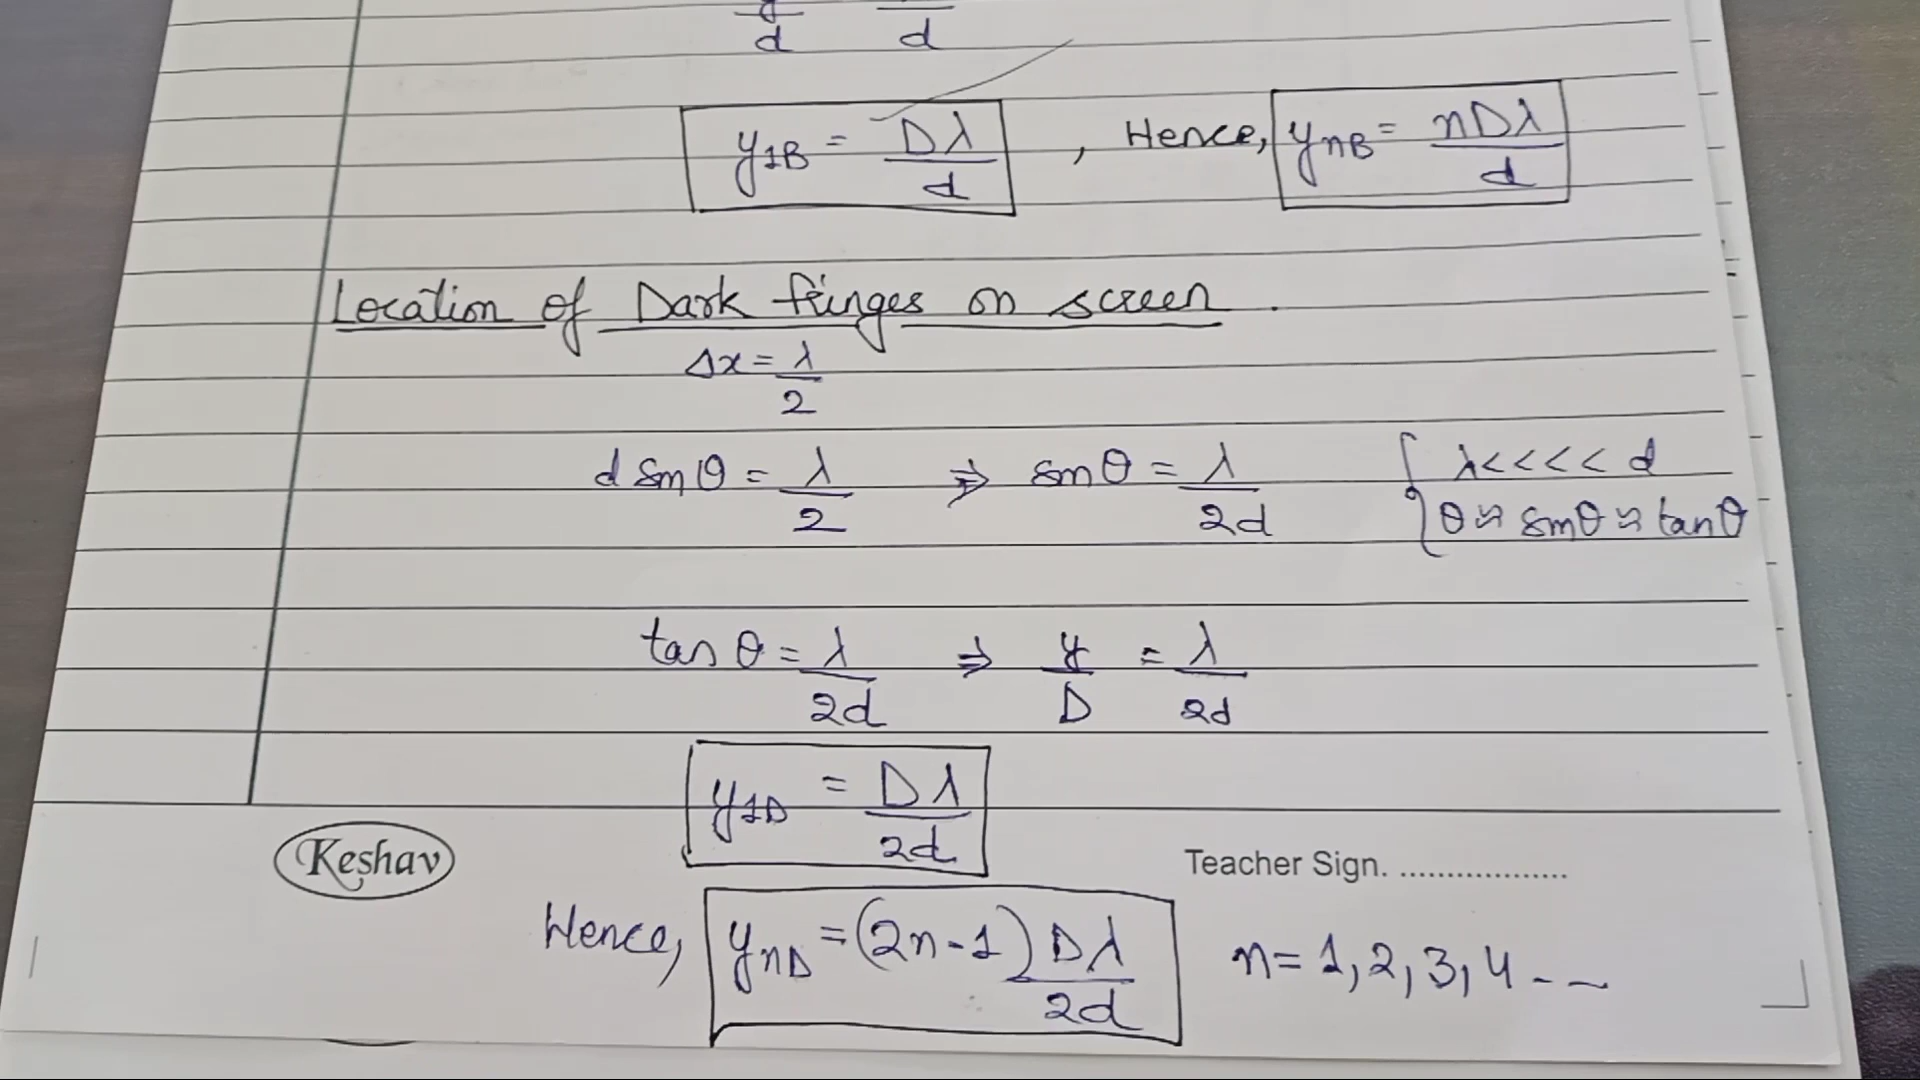 d d
y1B = Dλ/d , Hence, ynB = nDλ/d
Location of Dark fringes on screen.
Δx = λ/2
d sinθ = λ/2 ⇒ sinθ = λ/2d { λ<<<< d
θ ≈ sinθ ≈ tanθ
tan θ = λ/2d ⇒ y/D = λ/2d
y1D = Dλ/2d
Keshav
Teacher Sign. ..................
Hence, ynD = (2n-1) Dλ/2d n = 1, 2, 3, 4 - -